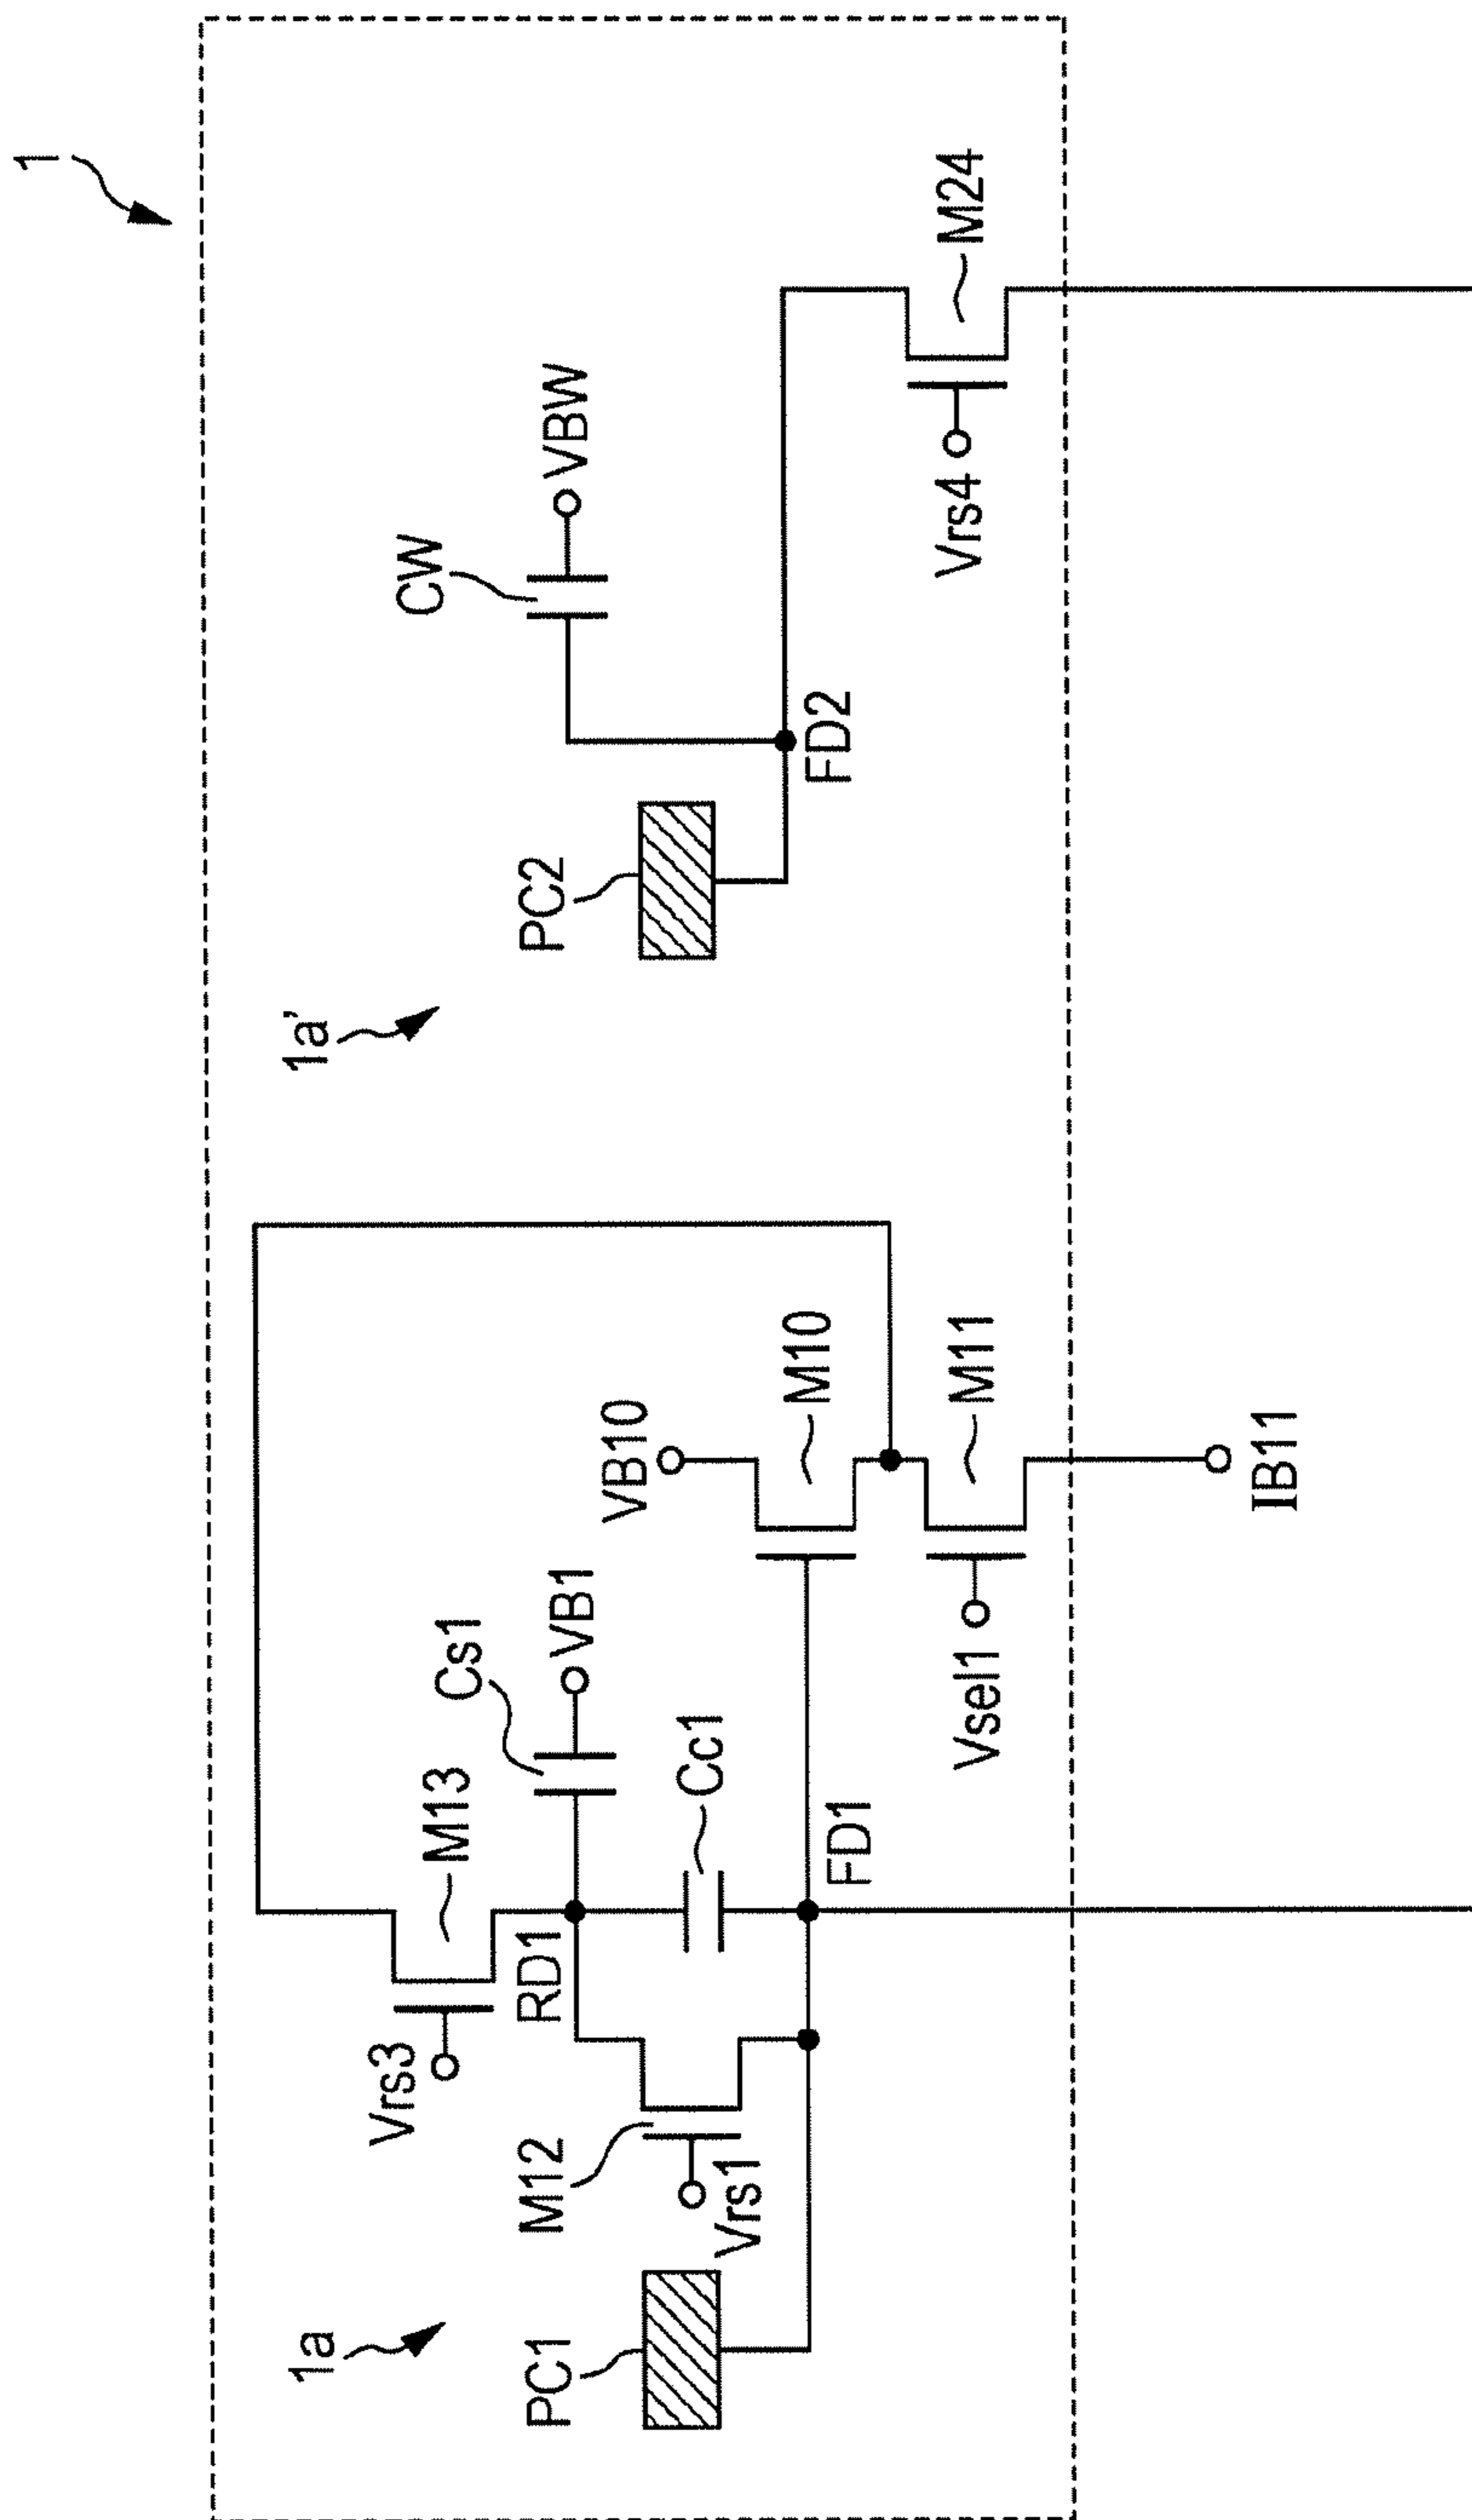 1
1a
PC1
M12
Vrs1
Vrs3
M13
RD1
Cs1
VB1
Cc1
FD1
VB10
M10
M11
Vsel1
IB11
1a'
PC2
CW
VBW
FD2
Vrs4
M24